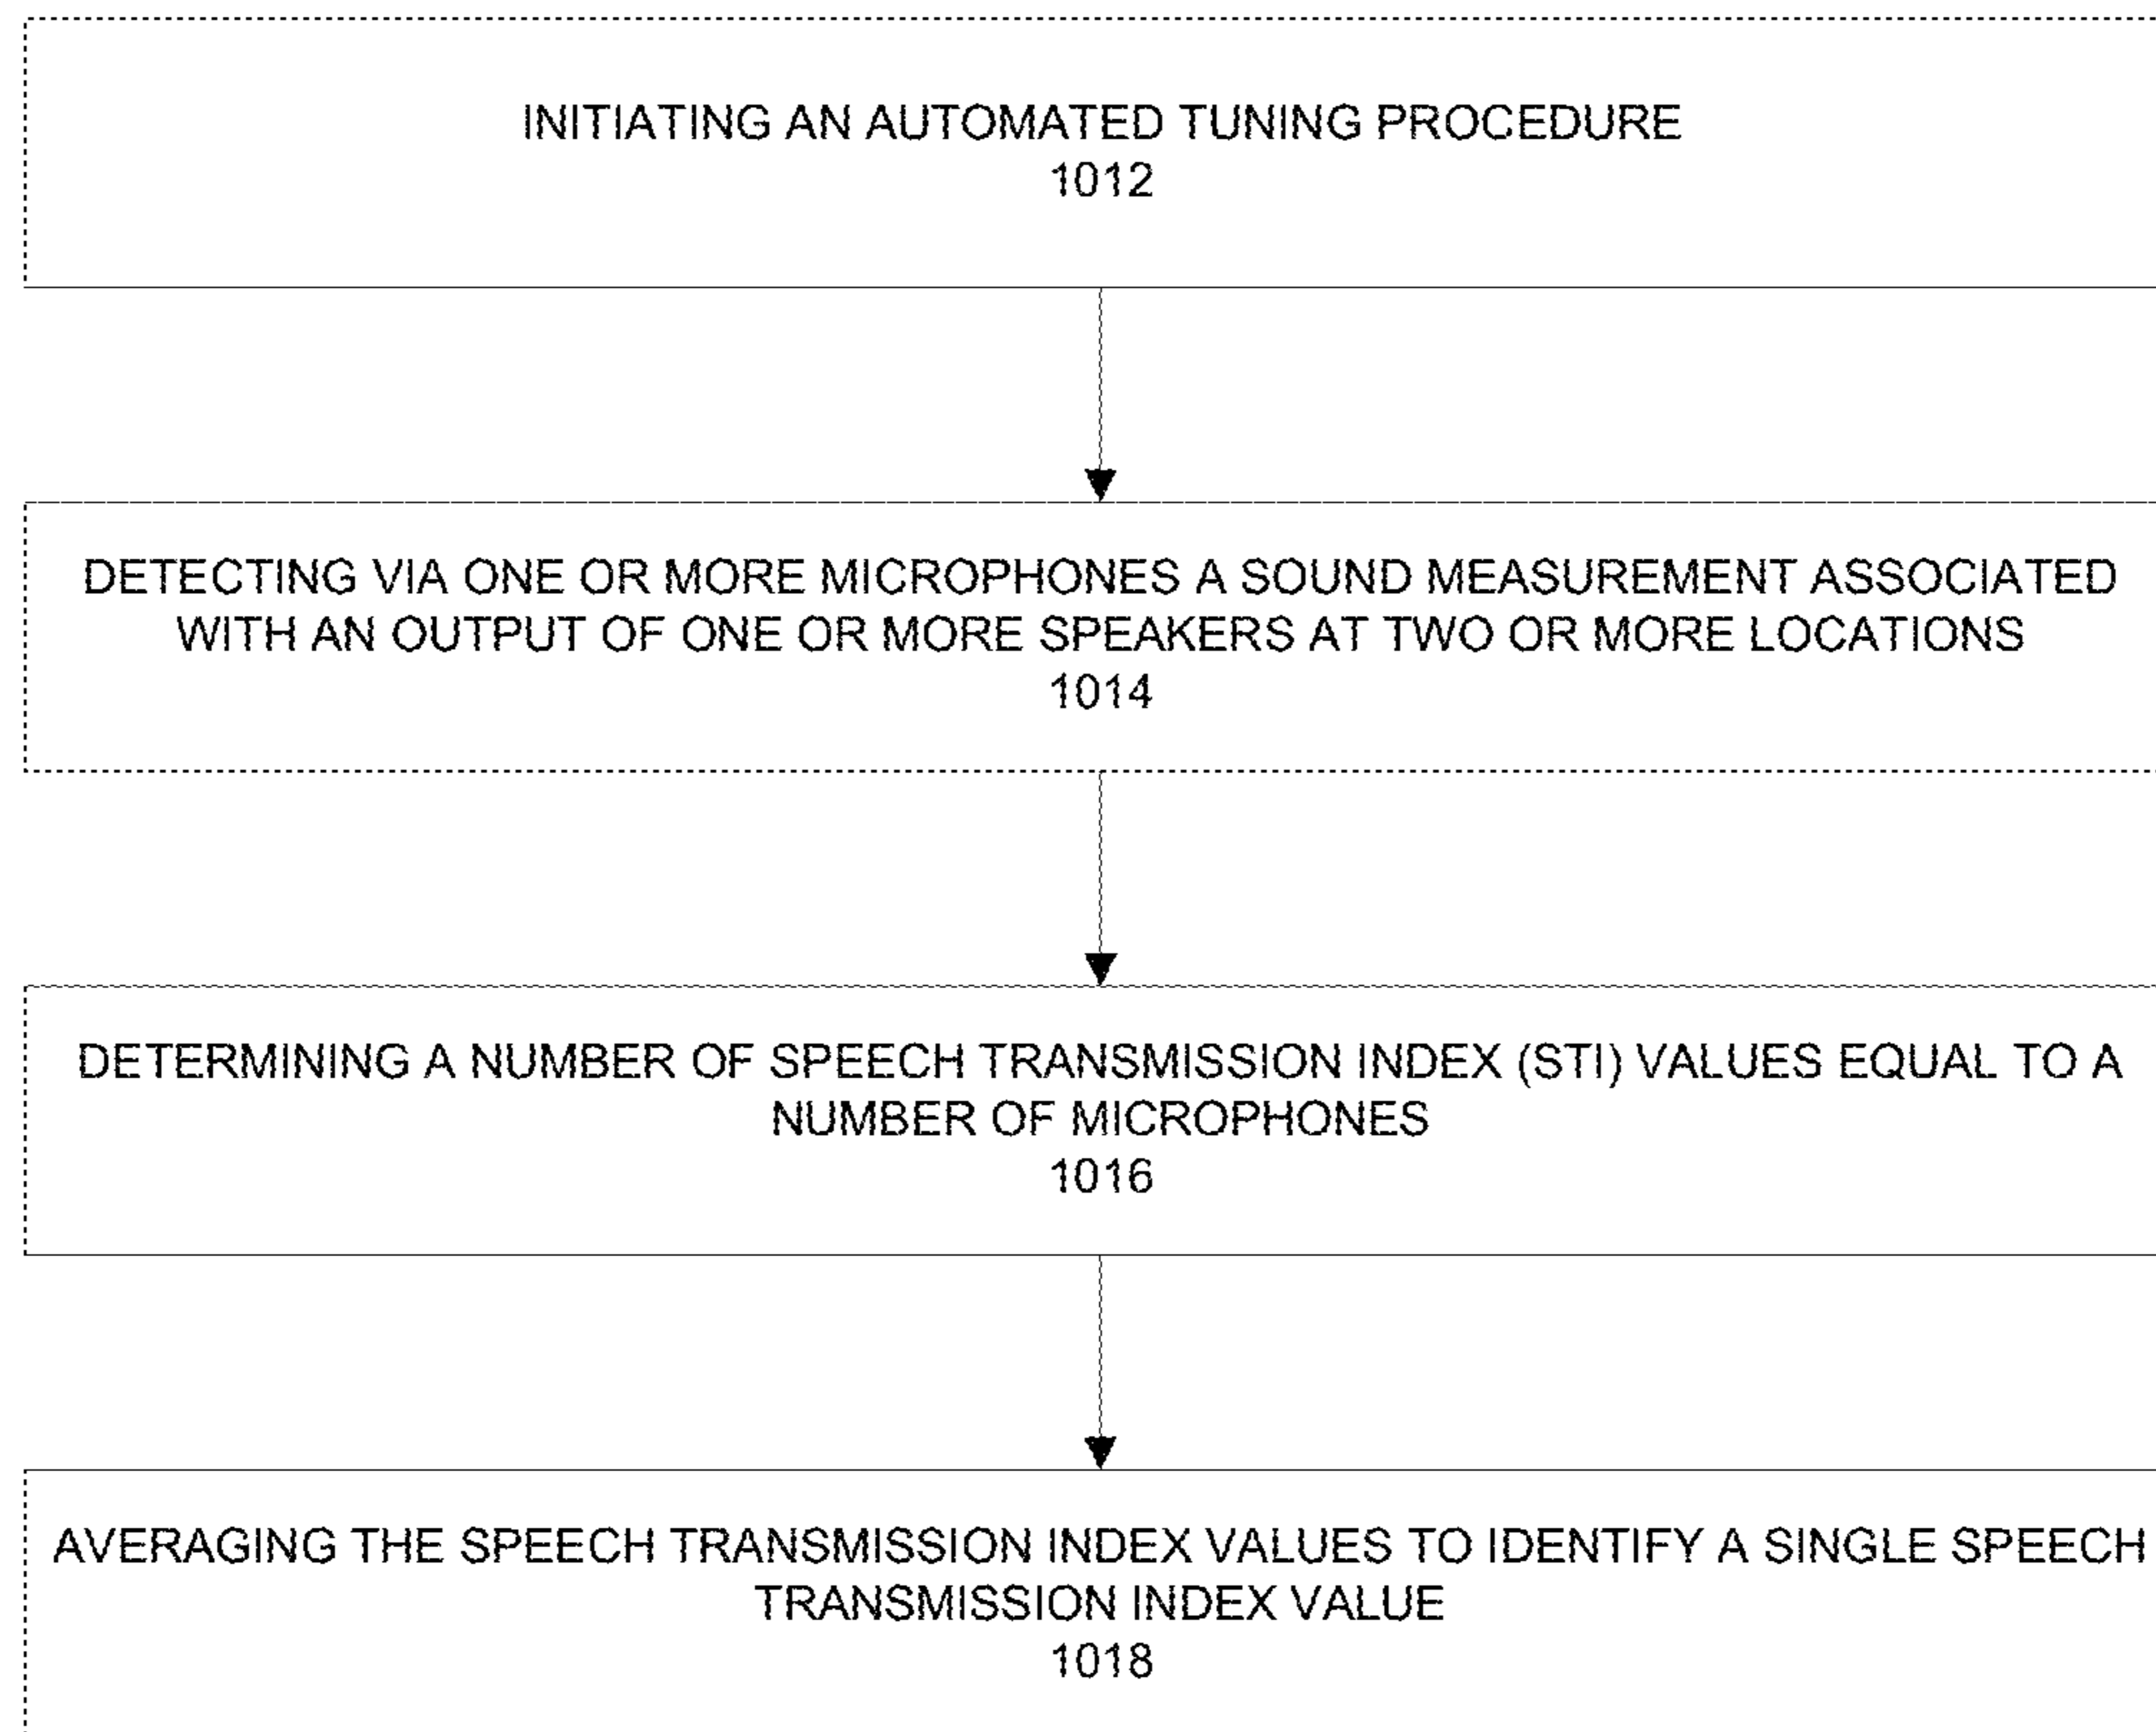 INITIATING AN AUTOMATED TUNING PROCEDURE
1012
DETECTING VIA ONE OR MORE MICROPHONES A SOUND MEASUREMENT ASSOCIATED
WITH AN OUTPUT OF ONE OR MORE SPEAKERS AT TWO OR MORE LOCATIONS
1014
DETERMINING A NUMBER OF SPEECH TRANSMISSION INDEX (STI) VALUES EQUAL TO A
NUMBER OF MICROPHONES
1016
AVERAGING THE SPEECH TRANSMISSION INDEX VALUES TO IDENTIFY A SINGLE SPEECH
TRANSMISSION INDEX VALUE
1018